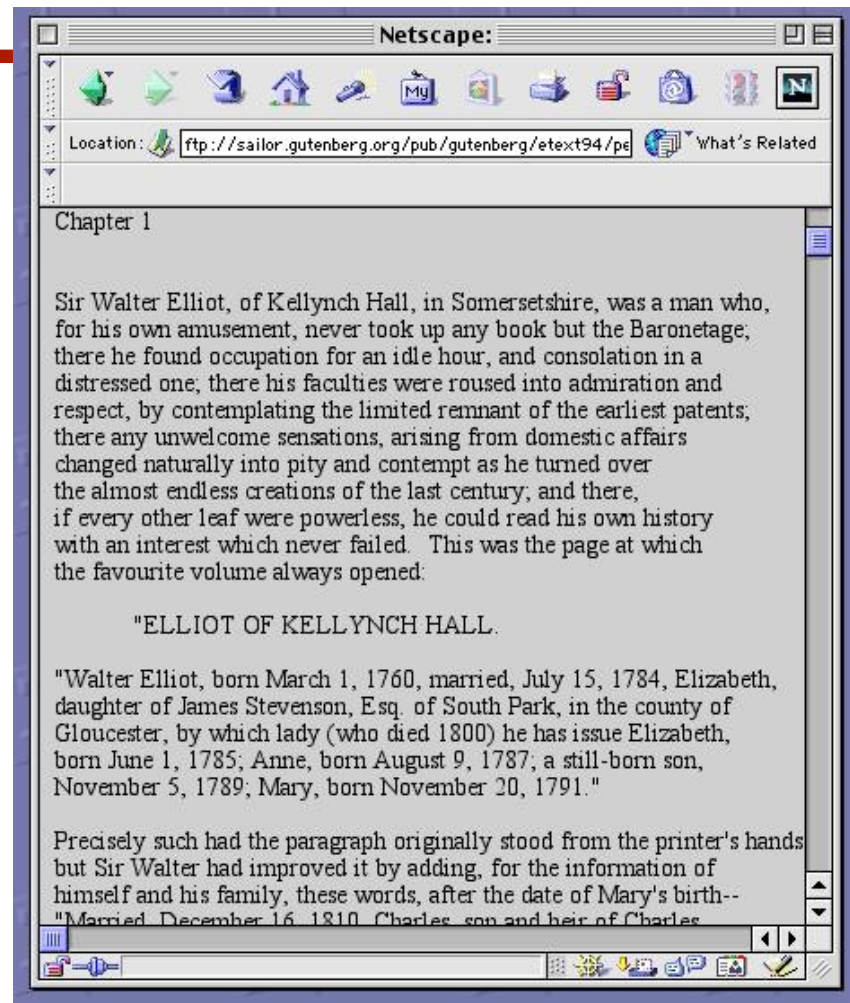 Netscape:
My
N
Location: ftp://sailor.gutenberg.org/pub/gutenberg/etext94/pe What's Related
Chapter 1
Sir Walter Elliot, of Kellynch Hall, in Somersetshire, was a man who,
for his own amusement, never took up any book but the Baronetage;
there he found occupation for an idle hour, and consolation in a
distressed one; there his faculties were roused into admiration and
respect, by contemplating the limited remnant of the earliest patents;
there any unwelcome sensations, arising from domestic affairs
changed naturally into pity and contempt as he turned over
the almost endless creations of the last century; and there,
if every other leaf were powerless, he could read his own history
with an interest which never failed.  This was the page at which
the favourite volume always opened:
"ELLIOT OF KELLYNCH HALL.
"Walter Elliot, born March 1, 1760, married, July 15, 1784, Elizabeth,
daughter of James Stevenson, Esq. of South Park, in the county of
Gloucester, by which lady (who died 1800) he has issue Elizabeth,
born June 1, 1785; Anne, born August 9, 1787; a still-born son,
November 5, 1789; Mary, born November 20, 1791."
Precisely such had the paragraph originally stood from the printer's hands
but Sir Walter had improved it by adding, for the information of
himself and his family, these words, after the date of Mary's birth--
"Married, December 16, 1810, Charles, son and heir of Charles